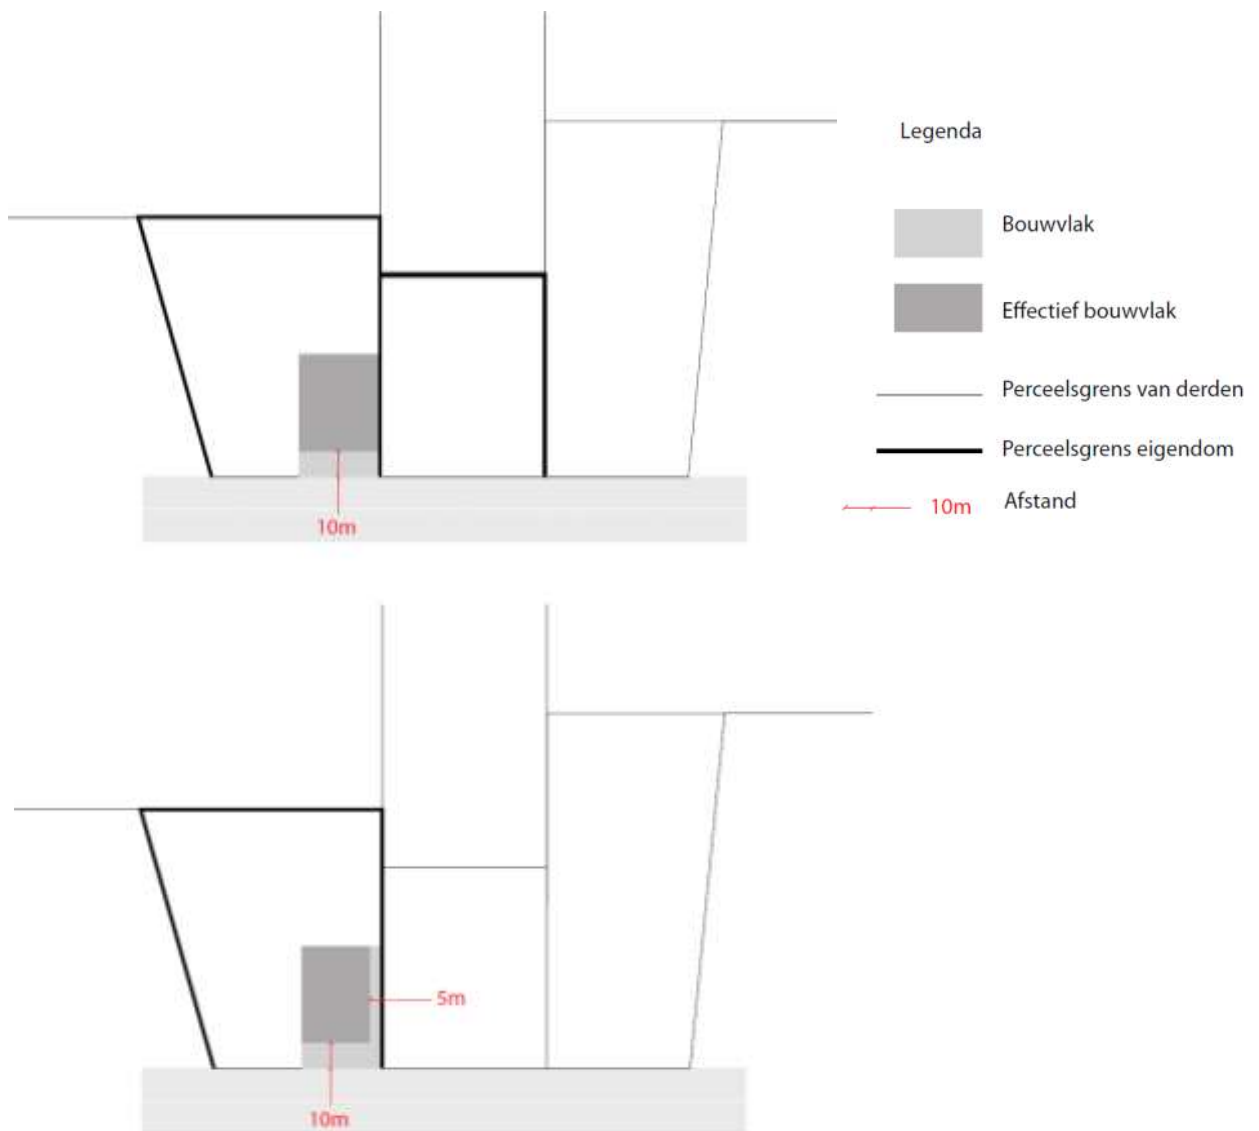 Legenda
Bouwvlak
Effectief bouwvlak
Perceelsgrens van derden
Perceelsgrens eigendom
10m Afstand
10m
5m
10m